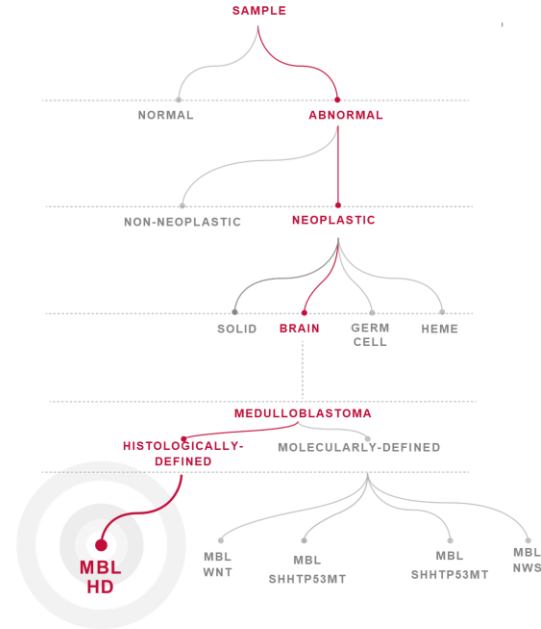 SAMPLE
NORMAL
ABNORMAL
NON-NEOPLASTIC
NEOPLASTIC
SOLID
BRAIN
GERM
CELL
HEME
MEDULLOBLASTOMA
HISTOLOGICALLY-
DEFINED
MOLECULARLY-DEFINED
MBL
HD
MBL
WNT
MBL
SHHTP53MT
MBL
SHHTP53MT
MBL
NWS